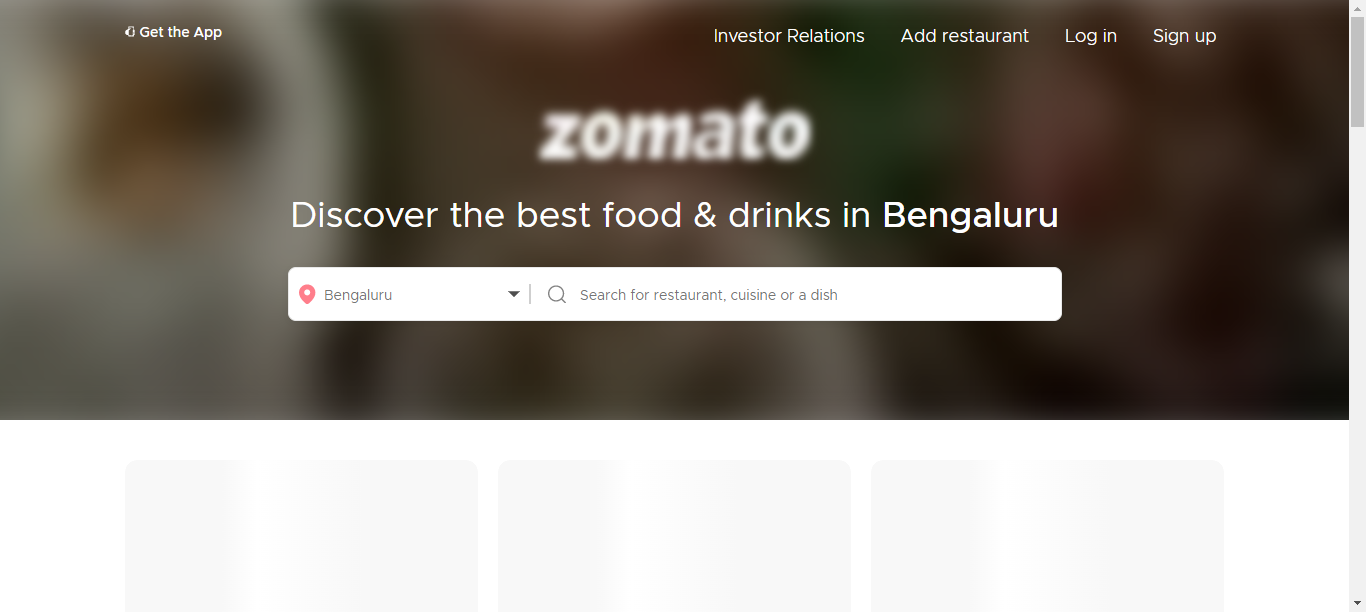 Get the App
Investor Relations
Add restaurant
Log in
Sign up
zomato
Discover the best food & drinks in Bengaluru
Bengaluru
Search for restaurant, cuisine or a dish